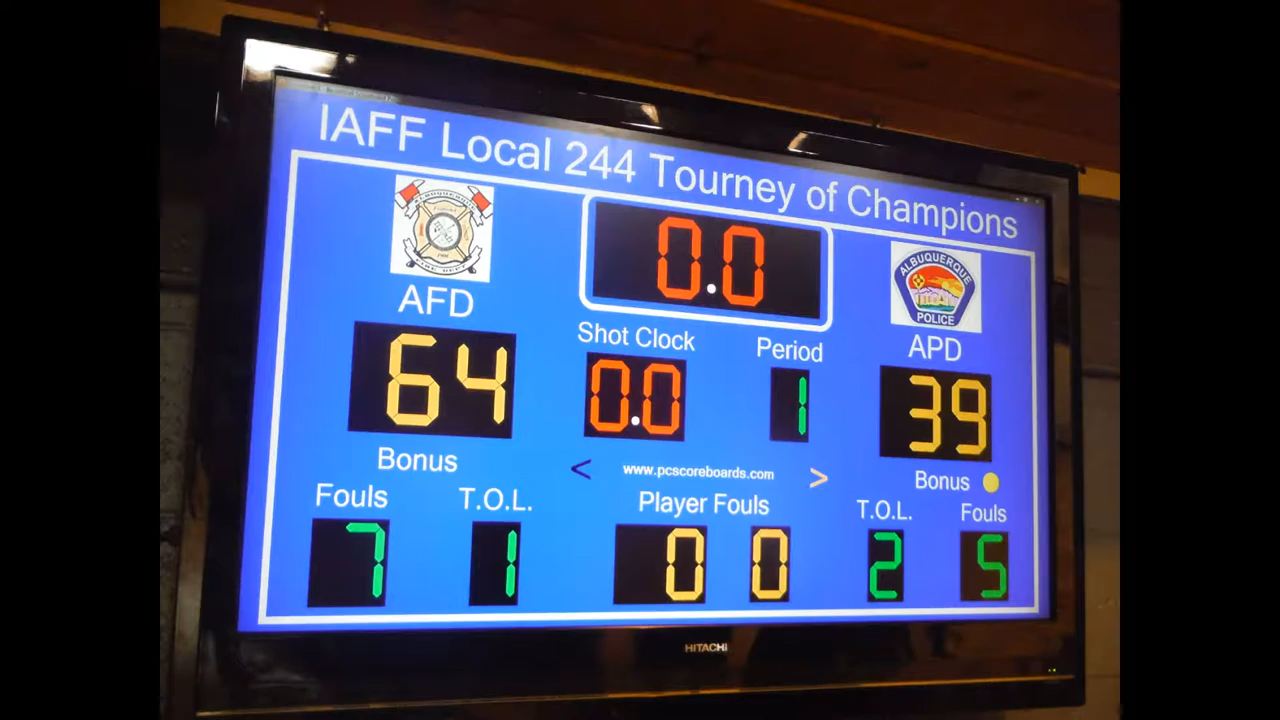 IAFF Local 244 Tourney of Champions
0.0
AFD
ALBUQUERQUE
POLICE
APD
64
Shot Clock
0.0
Period
1
39
Bonus
< www.pcscoreboards.com >
Bonus
Fouls
7
T.O.L.
1
Player Fouls
0 0
T.O.L.
2
Fouls
5
HITACHI